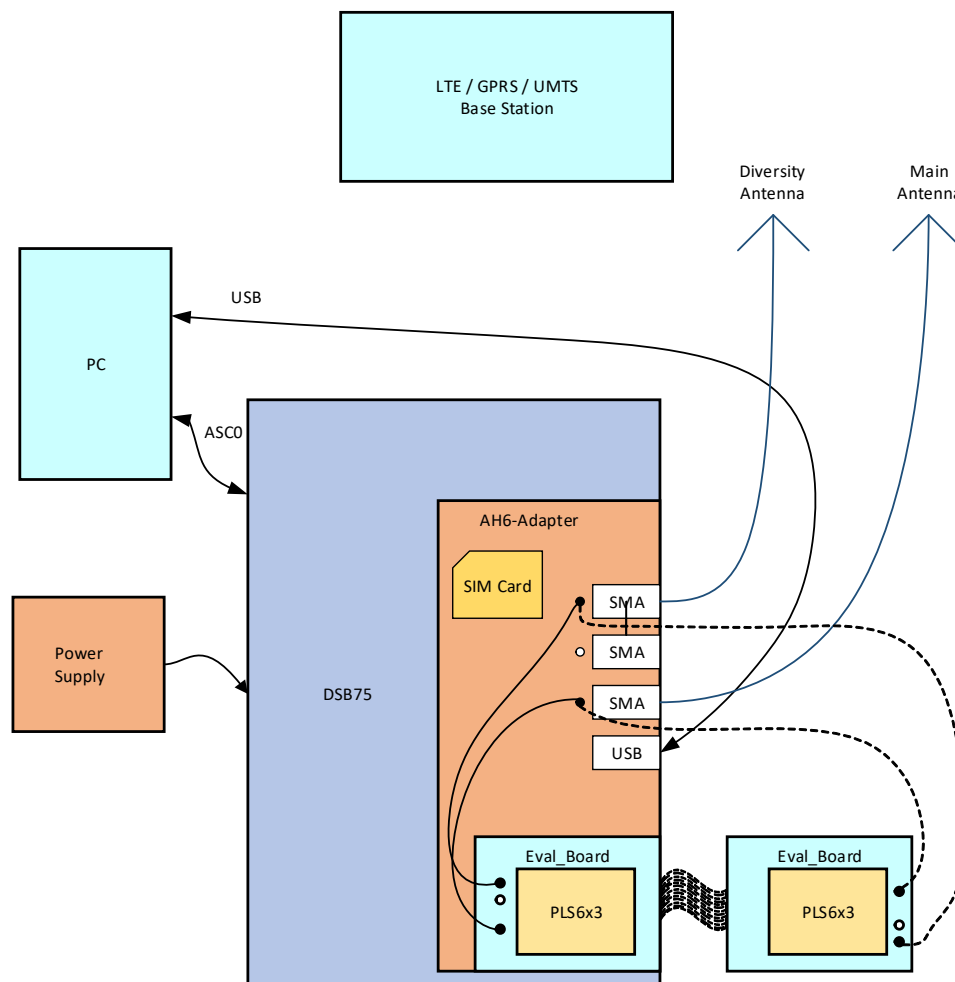 LTE / GPRS / UMTS
Base Station
Diversity
Antenna
Main
Antenna
USB
PC
ASC0
AH6-Adapter
SIM Card
SMA
SMA
Power
Supply
DSB75
SMA
USB
Eval_Board
PLS6x3
Eval_Board
PLS6x3